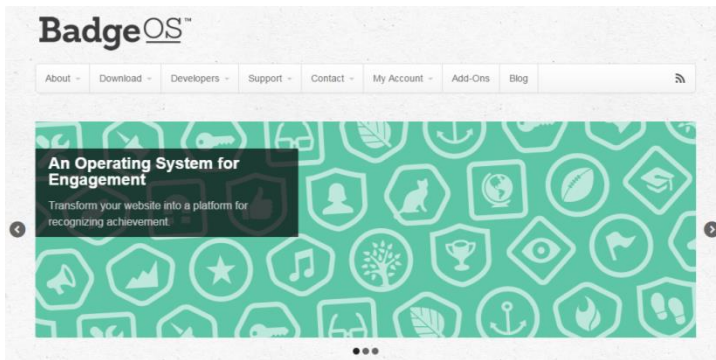 BadgeOS™
About Download Developers Support Contact My Account Add-Ons Blog
An Operating System for
Engagement
Transform your website into a platform for
recognizing achievement.